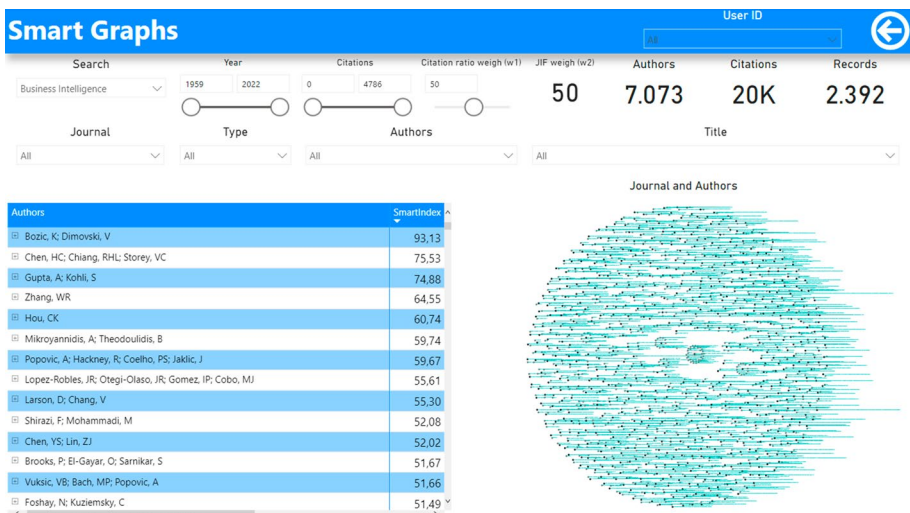 User ID
Smart Graphs
All
Search
Year
Citations
Citation ratio weigh (w1)
JIF weigh (w2)
Authors
Citations
Records
Business Intelligence
1959
2022
0
4786
50
50
7.073
20K
2.392
Journal
Type
Authors
Title
All
All
All
All
Journal and Authors
Authors SmartIndex
Bozic, K; Dimovski, V 93,13
Chen, HC; Chiang, RHL; Storey, VC 75,53
Gupta, A; Kohli, S 74,88
Zhang, WR 64,55
Hou, CK 60,74
Mikroyannidis, A; Theodoulidis, B 59,74
Popovic, A; Hackney, R; Coelho, PS; Jaklic, J 59,67
Lopez-Robles, JR; Otegi-Olaso, JR; Gomez, IP; Cobo, MJ 55,61
Larson, D; Chang, V 55,30
Shirazi, F; Mohammadi, M 52,08
Chen, YS; Lin, ZJ 52,02
Brooks, P; El-Gayar, O; Sarnikar, S 51,67
Vuksic, VB; Bach, MP; Popovic, A 51,66
Foshay, N; Kuziemsky, C 51,49